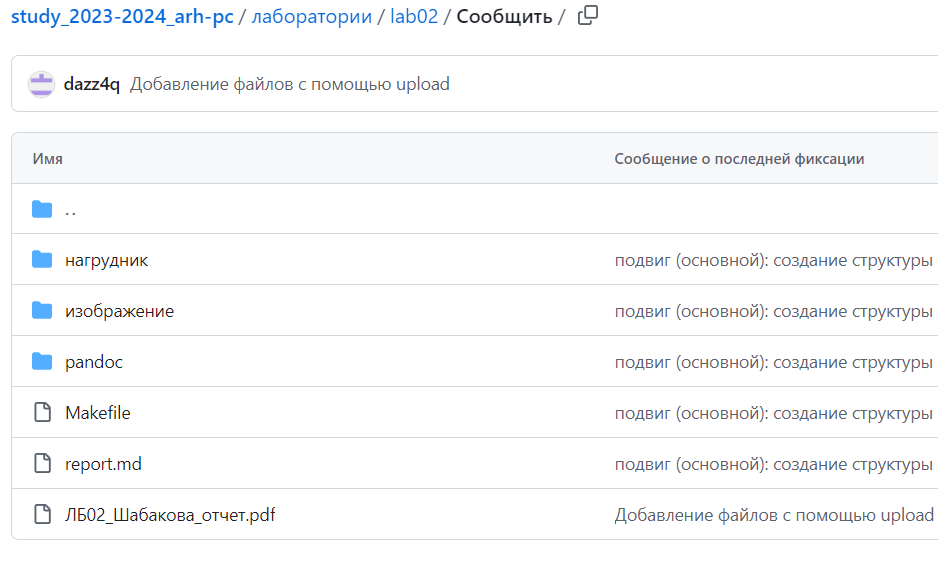 study_2023-2024_arh-pc / лаборатории / lab02 / Сообщить /
dazz4q Добавление файлов с помощью upload
Имя Сообщение о последней фиксации
..
нагрудник подвиг (основной): создание структуры
изображение подвиг (основной): создание структуры
pandoc подвиг (основной): создание структуры
Makefile подвиг (основной): создание структуры
report.md подвиг (основной): создание структуры
ЛБ02_Шабакова_отчет.pdf Добавление файлов с помощью upload